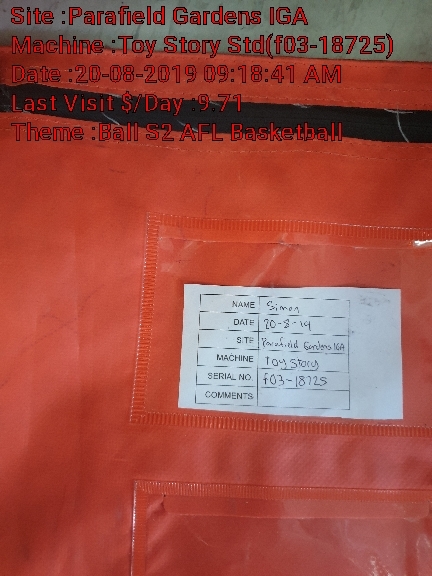 Site :Parafield Gardens IGA
Machine :Toy Story Std(f03-18725)
Date :20-08-2019 09:18:41 AM
Last Visit $/Day :9.71
Theme :Ball S2 AFL Basketball
NAME Simon
DATE 20-8-19
SITE Parafield Gardens IGA
MACHINE Toy Story
SERIAL NO. f03-18725
COMMENTS